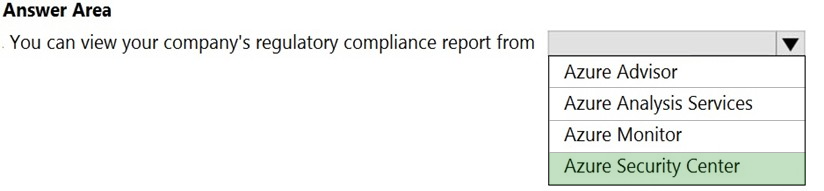 Answer Area
You can view your company's regulatory compliance report from
Azure Advisor
Azure Analysis Services
Azure Monitor
Azure Security Center